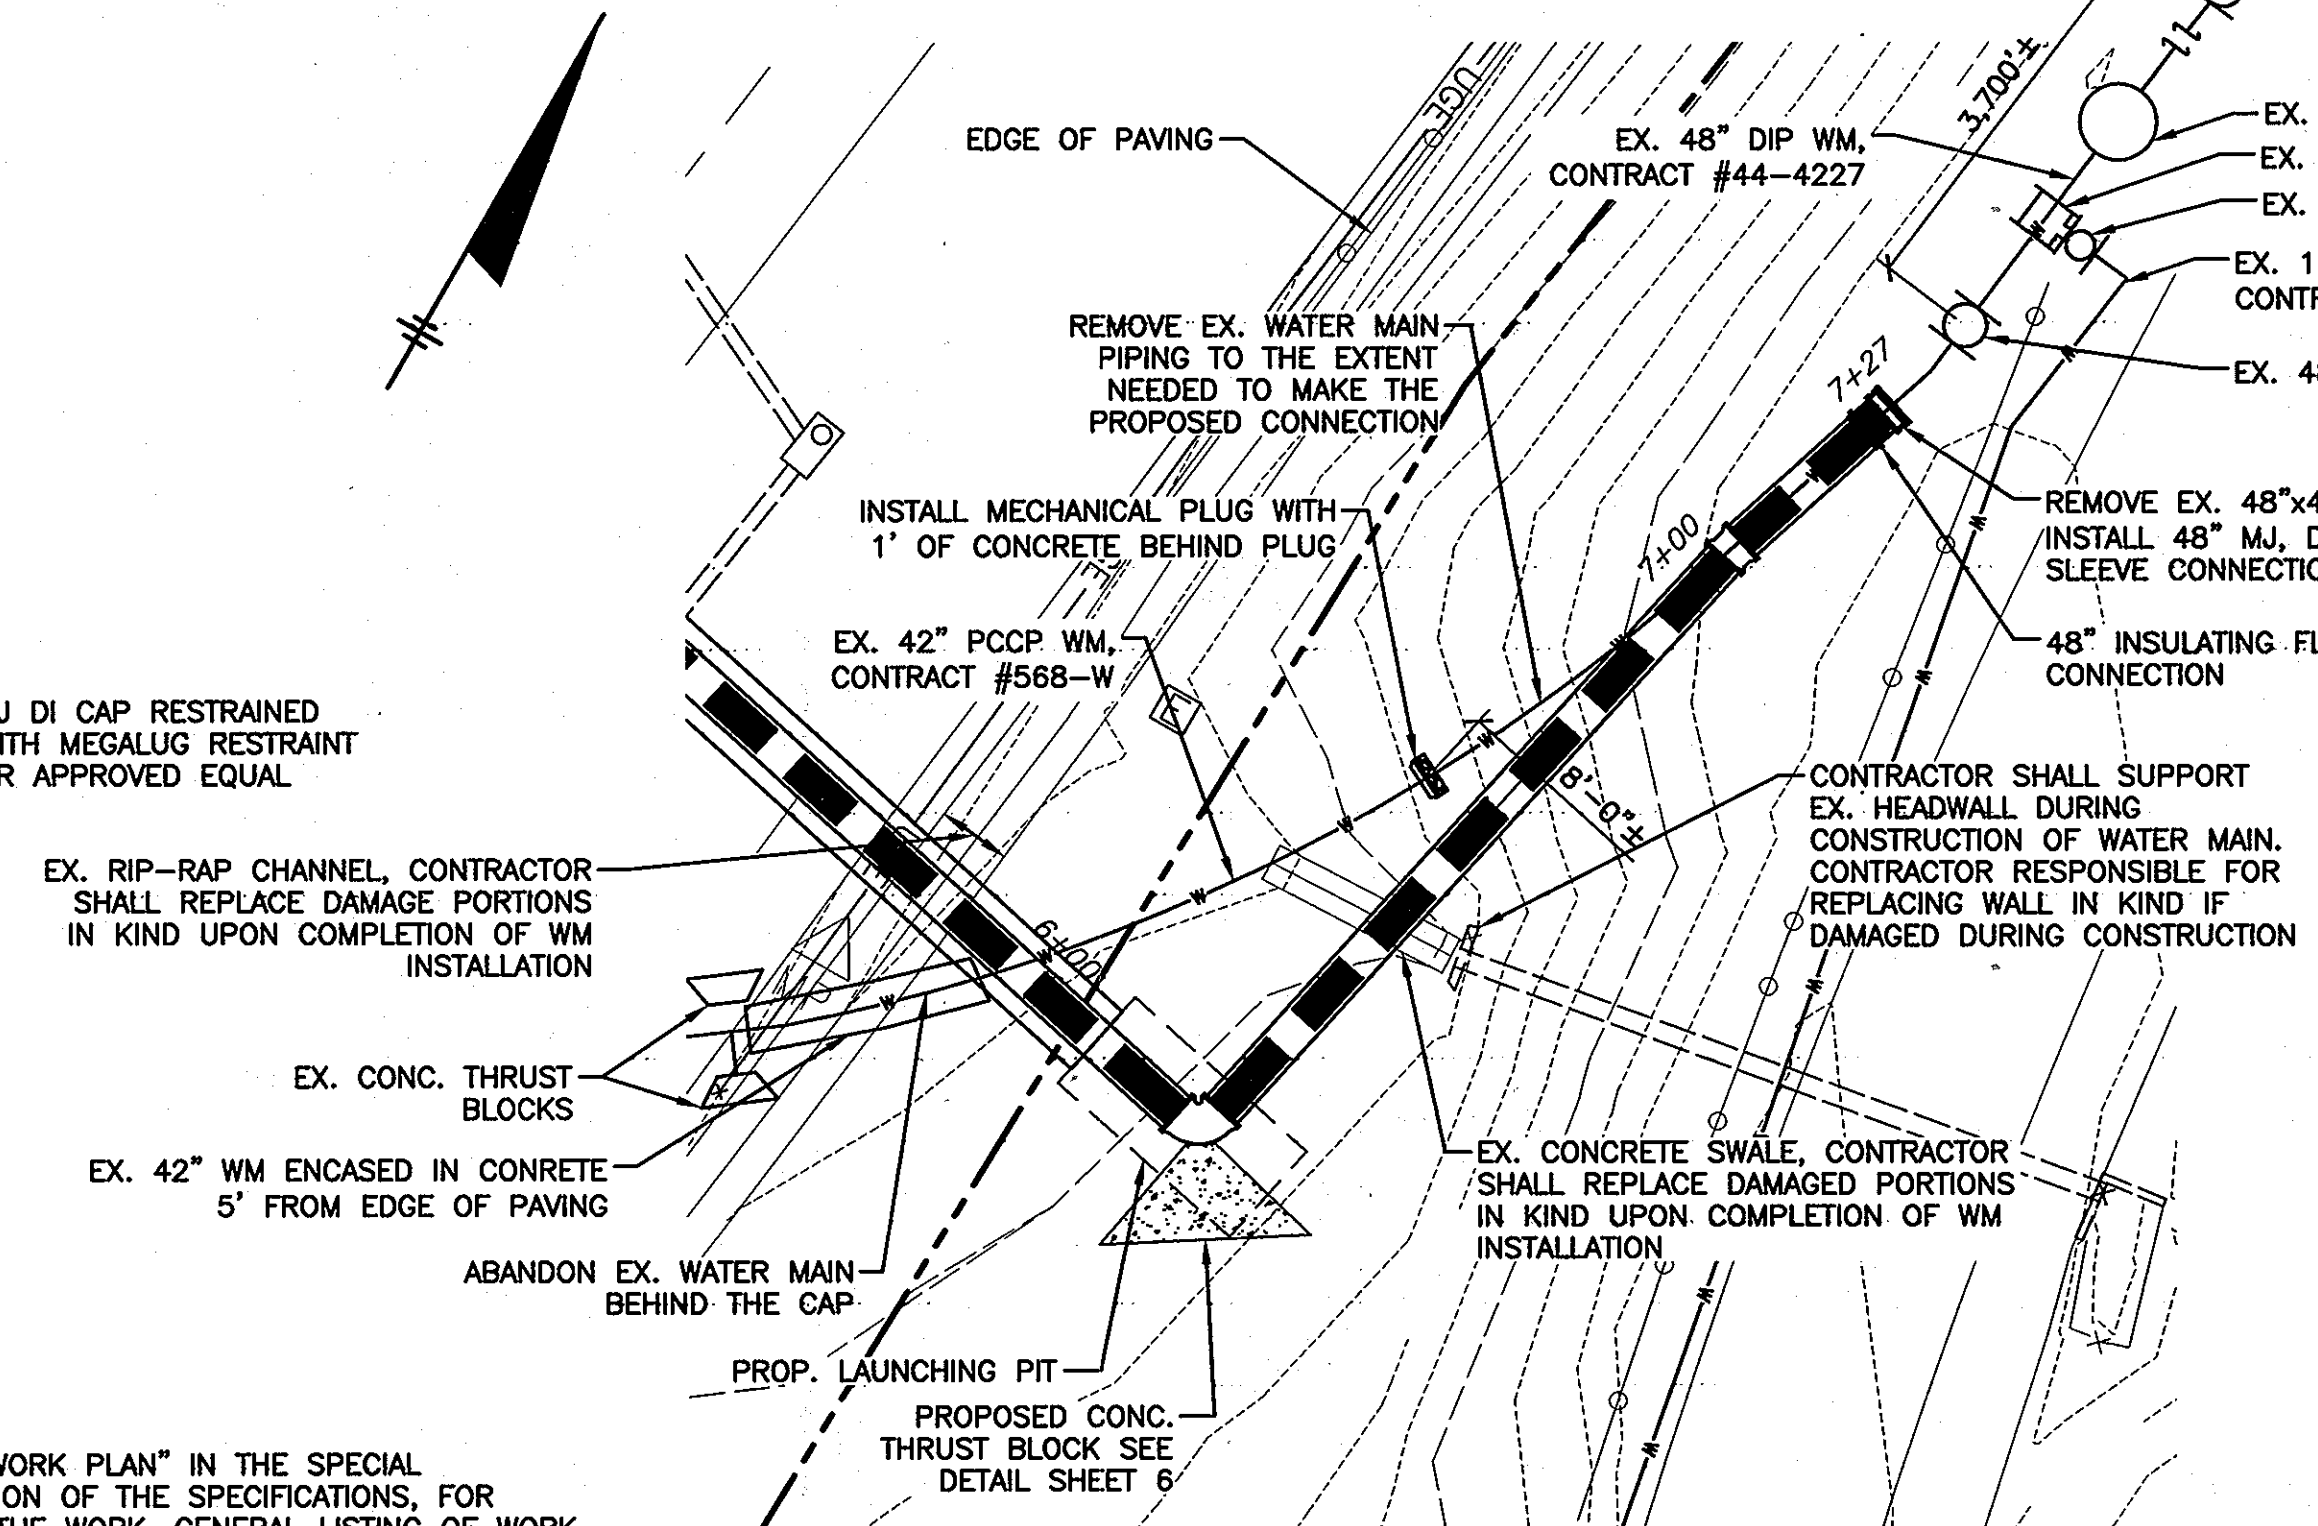 3,700'±
UGE
EDGE OF PAVING
EX. 48" DIP WM,
CONTRACT #44-4227
EX.
EX.
EX.
EX. 1
CONTR
EX. 48
REMOVE EX. WATER MAIN
PIPING TO THE EXTENT
NEEDED TO MAKE THE
PROPOSED CONNECTION
7+27
INSTALL MECHANICAL PLUG WITH
1' OF CONCRETE BEHIND PLUG
7+00
REMOVE EX. 48"x4
INSTALL 48" MJ, D
SLEEVE CONNECTIO
EX. 42" PCCP WM,
CONTRACT #568-W
E
48" INSULATING FL
CONNECTION
J DI CAP RESTRAINED
ITH MEGALUG RESTRAINT
R APPROVED EQUAL
8'-0"±
CONTRACTOR SHALL SUPPORT
EX. HEADWALL DURING
CONSTRUCTION OF WATER MAIN.
CONTRACTOR RESPONSIBLE FOR
REPLACING WALL IN KIND IF
DAMAGED DURING CONSTRUCTION
EX. RIP-RAP CHANNEL, CONTRACTOR
SHALL REPLACE DAMAGE PORTIONS
IN KIND UPON COMPLETION OF WM
INSTALLATION
6+00
W
W
W
W
W
W
W
W
W
W
W
W
W
EX. CONC. THRUST
BLOCKS
EX. 42" WM ENCASED IN CONRETE
5' FROM EDGE OF PAVING
EX. CONCRETE SWALE, CONTRACTOR
SHALL REPLACE DAMAGED PORTIONS
IN KIND UPON COMPLETION OF WM
INSTALLATION
ABANDON EX. WATER MAIN
BEHIND THE CAP
PROP. LAUNCHING PIT
PROPOSED CONC.
THRUST BLOCK SEE
DETAIL SHEET 6
WORK PLAN" IN THE SPECIAL
ON OF THE SPECIFICATIONS, FOR
THE WORK. GENERAL LISTING OF WORK